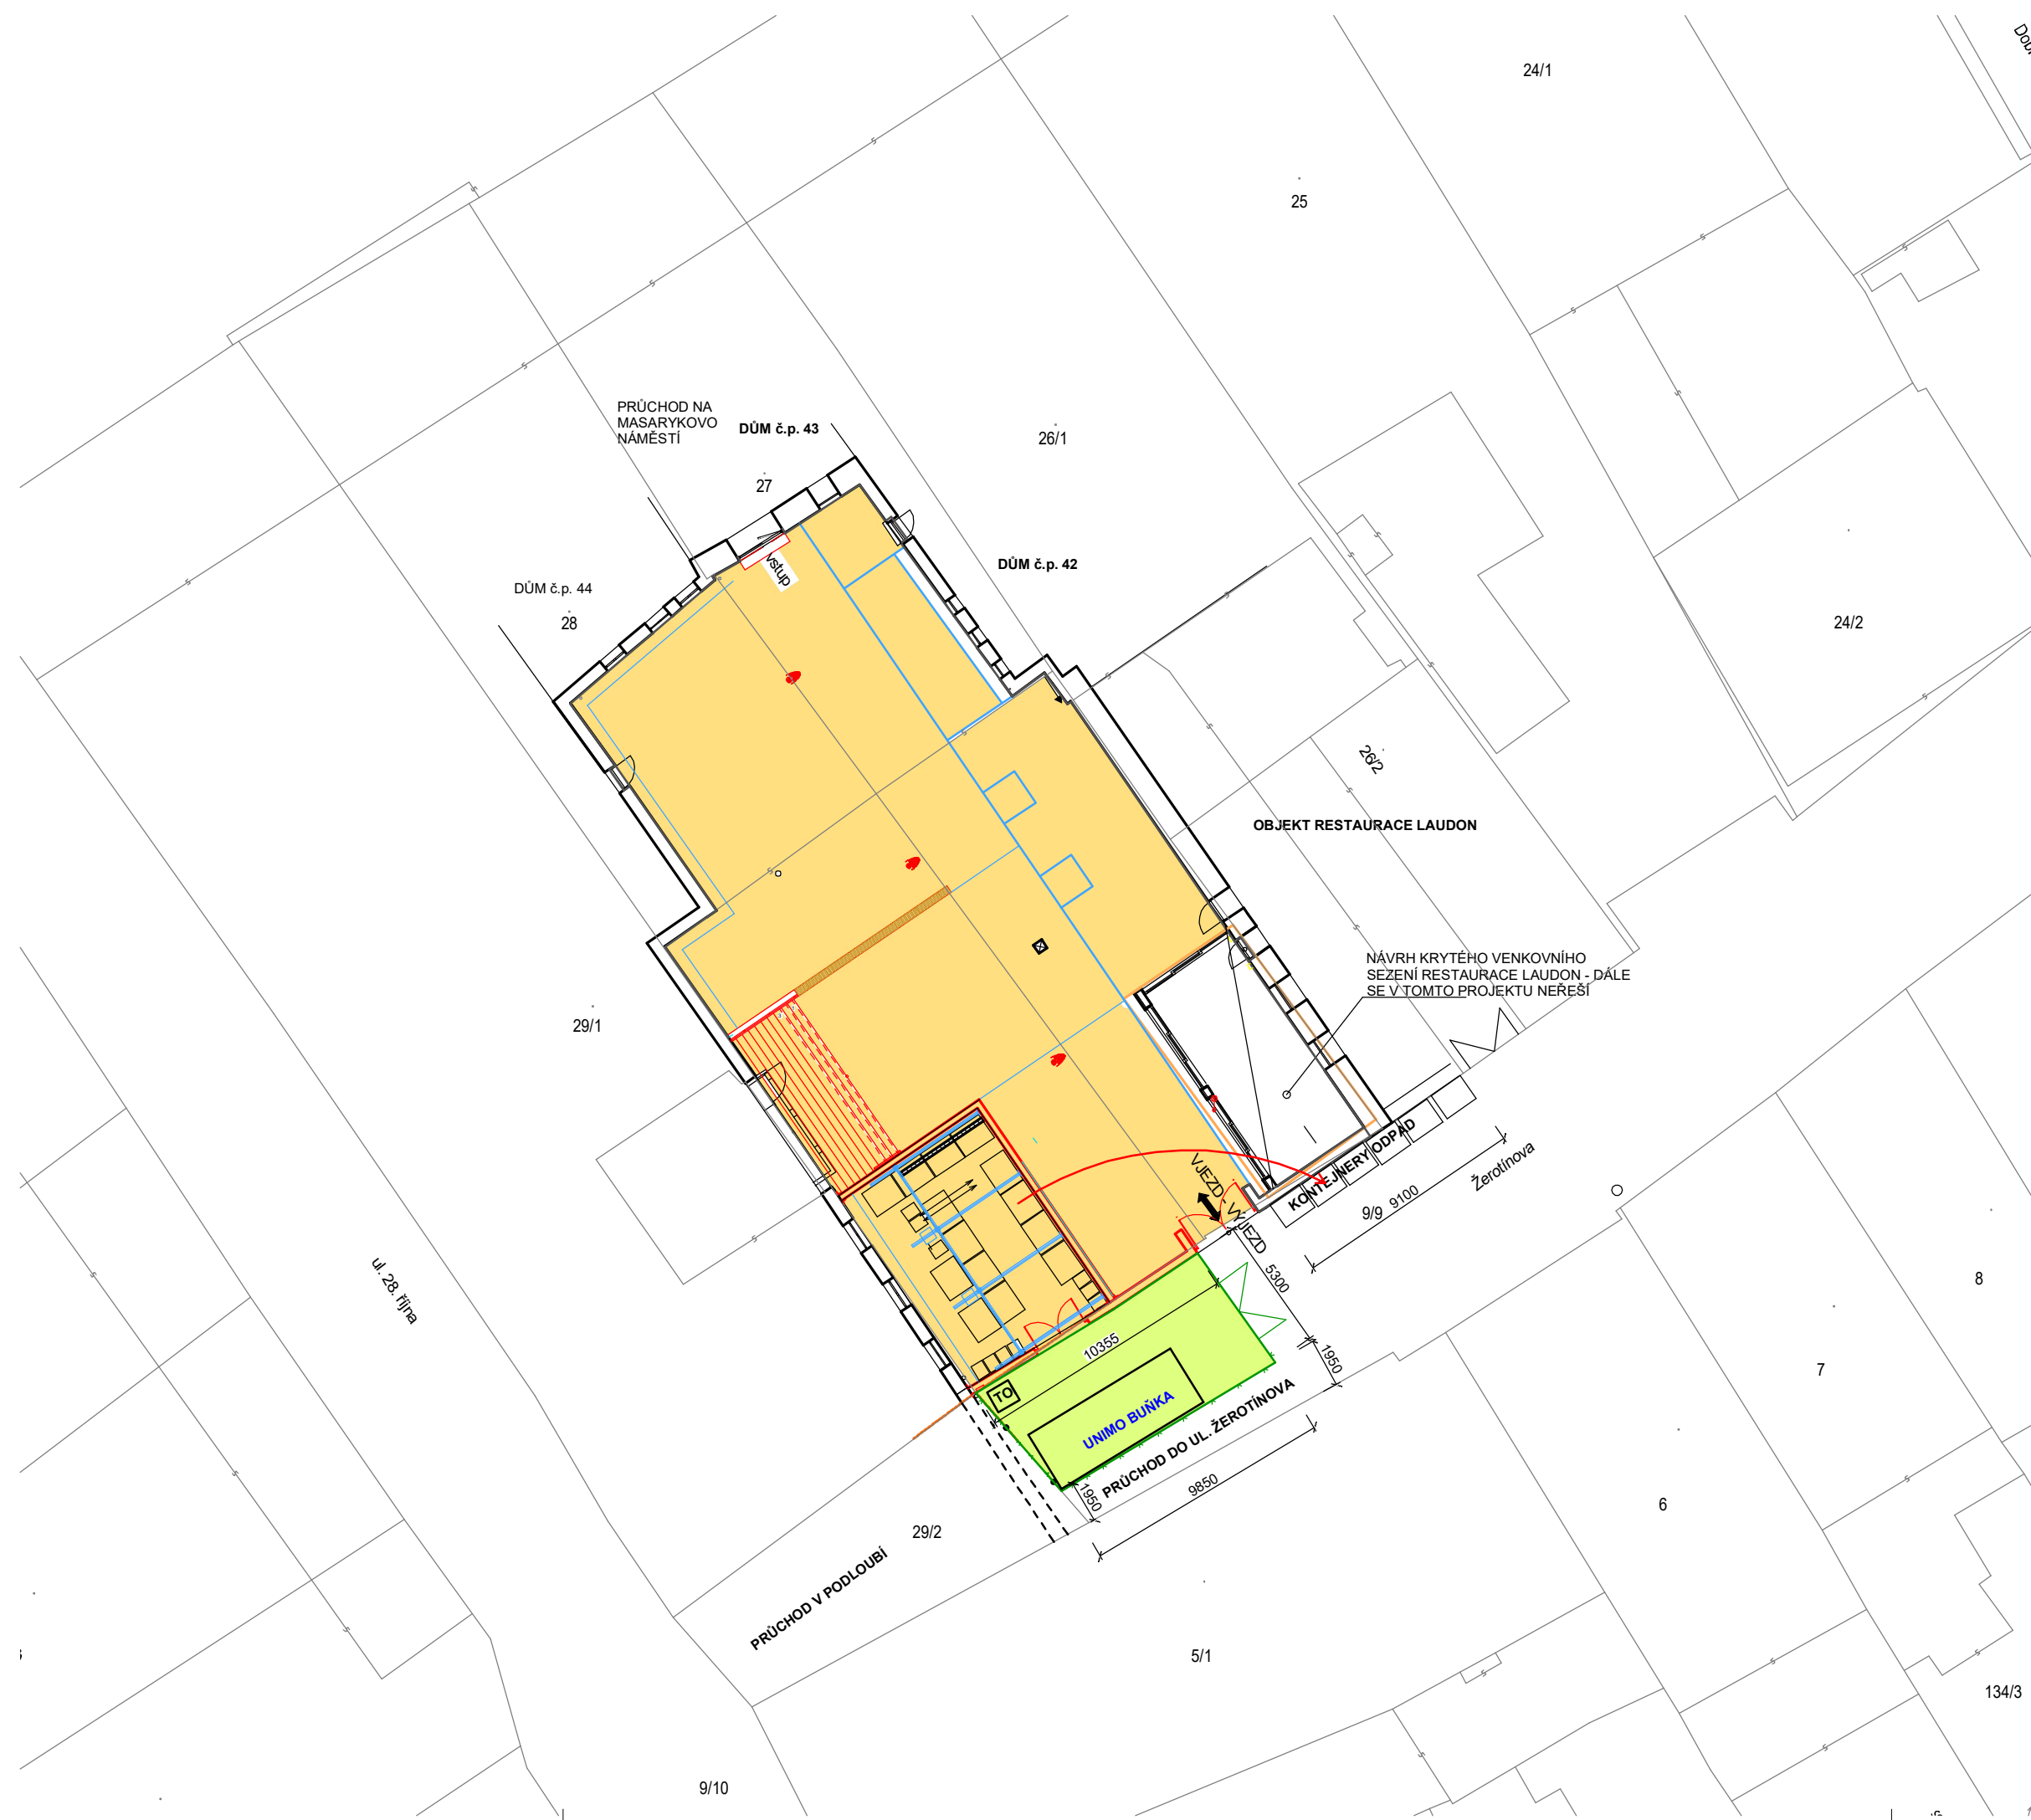 24/1
25
PRŮCHOD NA
MASARYKOVO
NÁMĚSTÍ
DŮM č.p. 43
26/1
27
vstup
DŮM č.p. 42
DŮM č.p. 44
28
24/2
26/2
OBJEKT RESTAURACE LAUDON
NÁVRH KRYTÉHO VENKOVNÍHO
SEZENÍ RESTAURACE LAUDON - DÁLE
SE V TOMTO PROJEKTU NEŘEŠÍ
29/1
KONTEJNERY ODPAD
Žerotínova
9/9
9100
VJEZD - VÝJEZD
5300
ul. 28. října
8
10355
1950
7
TO
UNIMO BUŇKA
PRŮCHOD DO UL. ŽEROTÍNOVA
9850
1950
6
29/2
PRŮCHOD V PODLOUBÍ
5/1
134/3
9/10